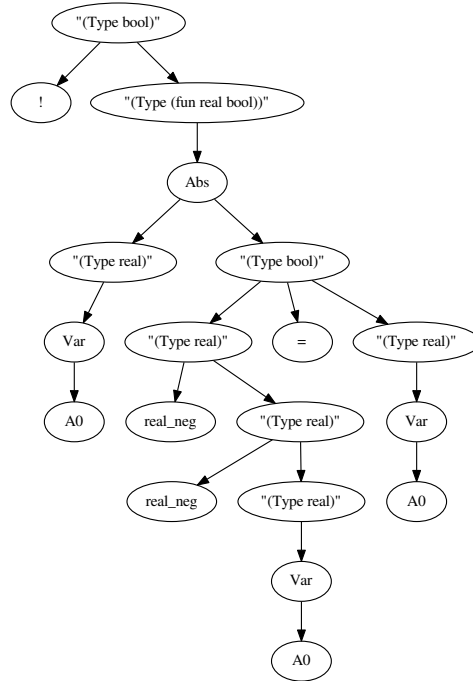 "(Type bool)"
!
"(Type (fun real bool))"
Abs
"(Type real)"
"(Type bool)"
Var
"(Type real)"
=
"(Type real)"
A0
real_neg
"(Type real)"
Var
real_neg
"(Type real)"
A0
Var
A0